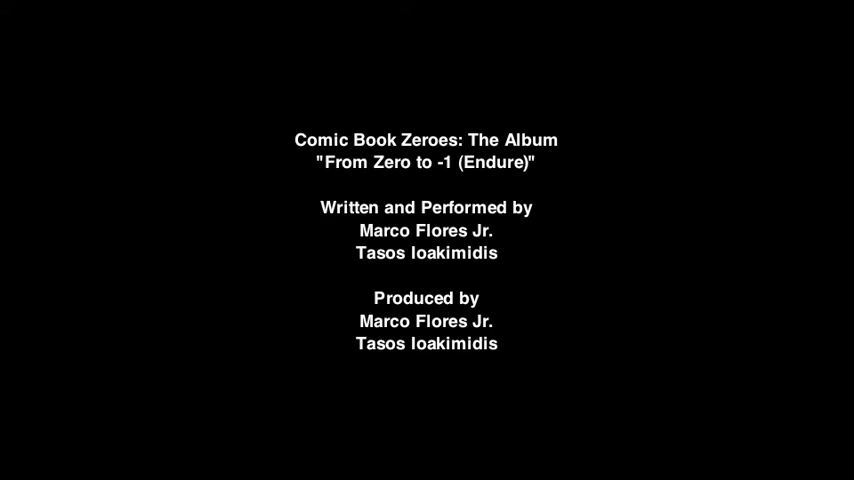 Comic Book Zeroes: The Album
"From Zero to -1 (Endure)"
Written and Performed by
Marco Flores Jr.
Tasos Ioakimidis
Produced by
Marco Flores Jr.
Tasos Ioakimidis